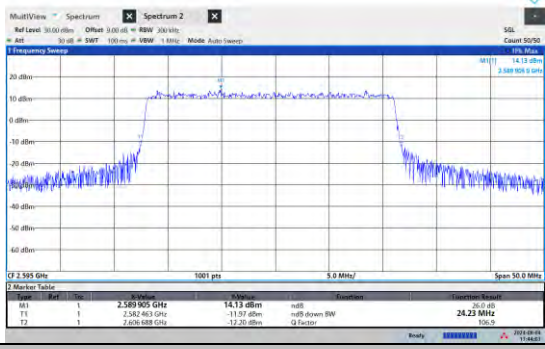 MultiView Spectrum X Spectrum 2 X
Ref Level 30.00 dBm Offset 9.00 dB RBW 300 kHz SGL
Att 30 dB SWT 100 ms VBW 1 MHz Mode Auto Sweep Count 50/50
1 Frequency Sweep 1Pk Max
M1[1] 14.13 dBm
2.589 905 0 GHz
20 dBm
M1
10 dBm
0 dBm
-10 dBm
T1 T2
-20 dBm
-40 dBm
-50 dBm
-60 dBm
CF 2.595 GHz 1001 pts 5.0 MHz/ Span 50.0 MHz
2 Marker Table
Type Ref Trc X-Value Y-Value Function Function Result
M1 1 2.589 905 GHz 14.13 dBm ndB 26.0 dB
T1 1 2.582 463 GHz -11.97 dBm ndB down BW 24.23 MHz
T2 1 2.606 688 GHz -12.20 dBm Q Factor 106.9
Ready